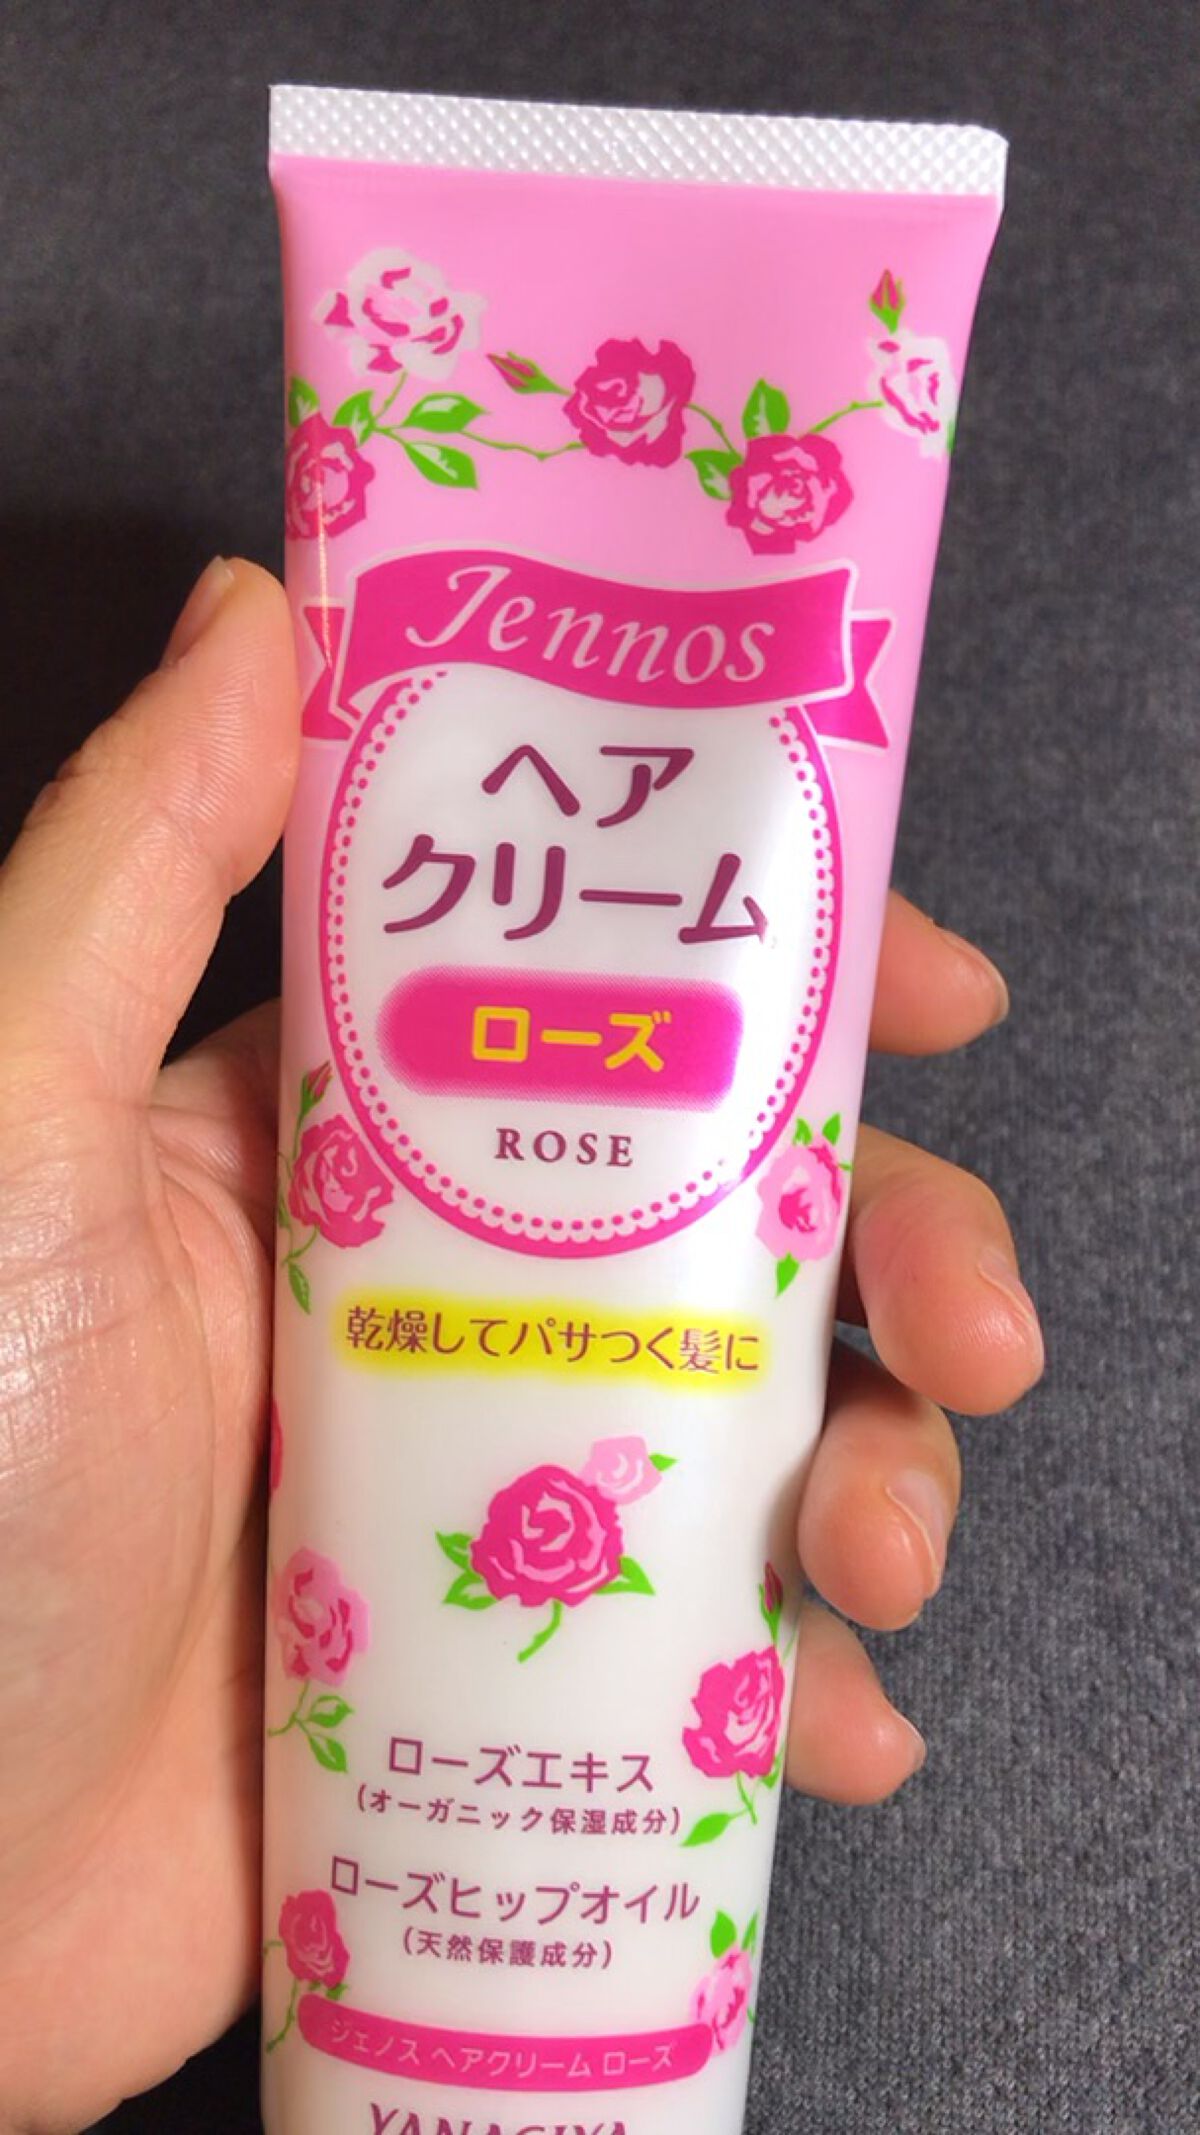 Jennos
ヘア
クリーム
ローズ
ROSE
乾燥してパサつく髪に
ローズエキス
(オーガニック保湿成分)
ローズヒップオイル
(天然保護成分)
ジェノス ヘアクリーム ローズ
YANAGIYA